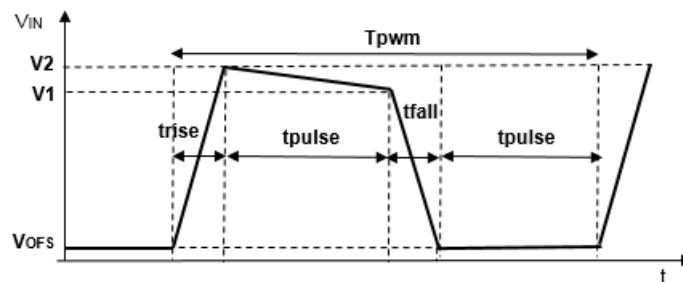 VIN
Tpwm
V2
V1
tfall
trise
tpulse
tpulse
VOFS
t